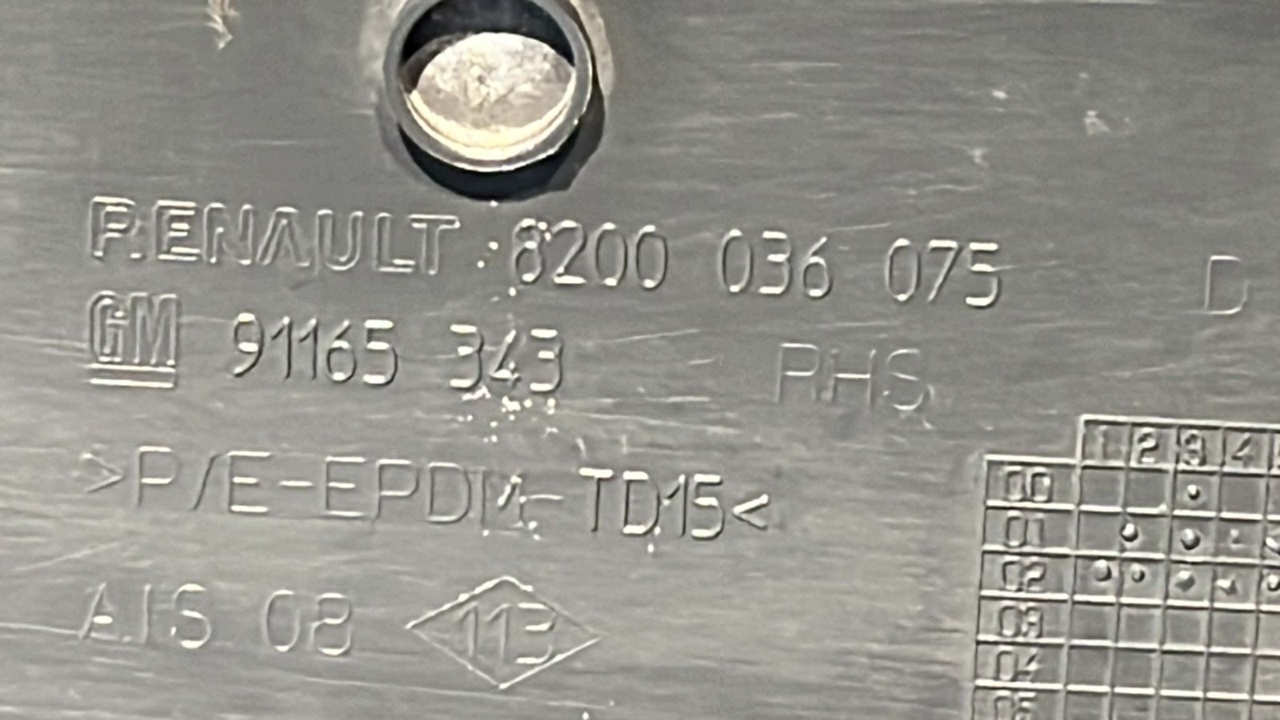 RENAULT 8200 036 075 D
GM 91165 343 RHS
>P/E-EPDM-TD15<
AIS 08 113
1 2 3 4
00
01
02
03
04
05